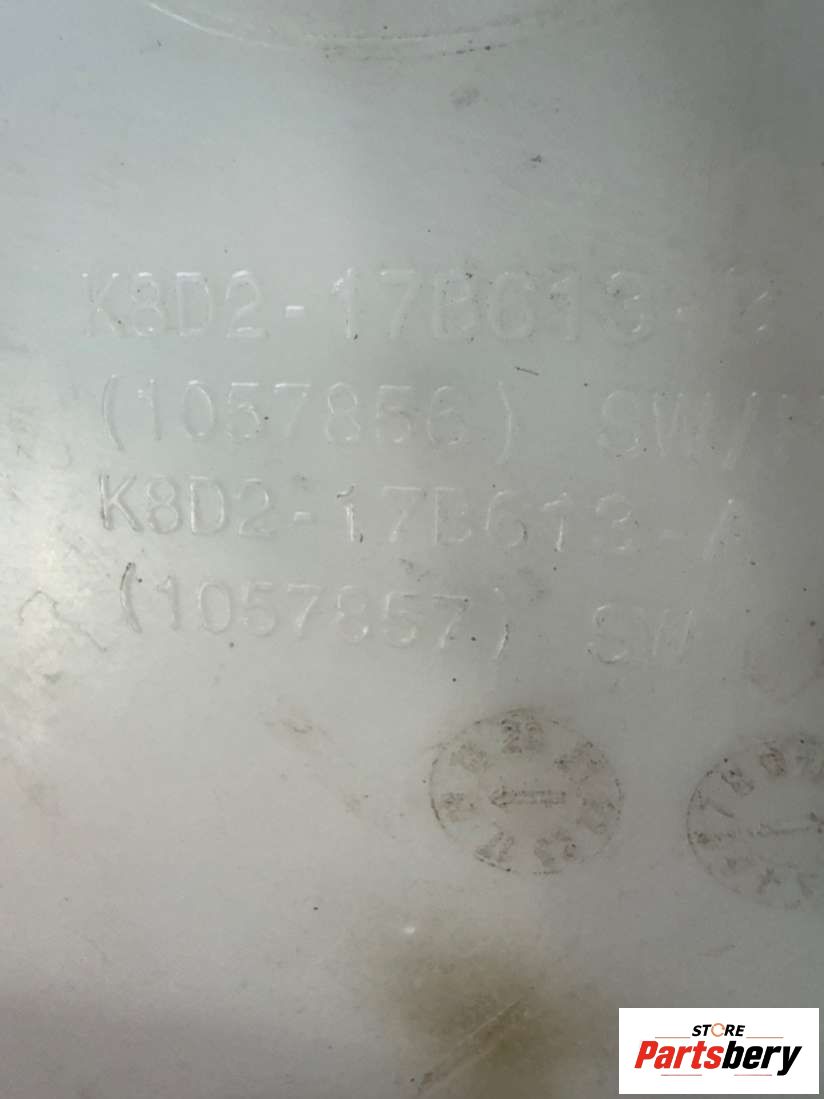 K8D2-17B613-B
(1057856) SW/H
K8D2-17B613-A
(1057857) SW
STORE
Partsbery